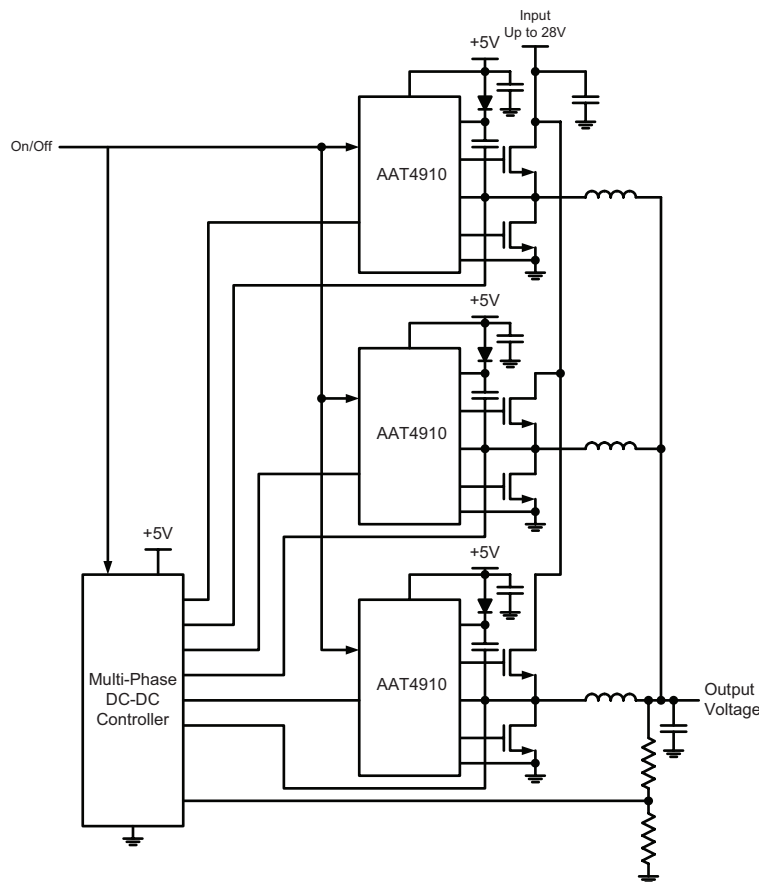 Input
Up to 28V
+5V
On/Off
AAT4910
+5V
AAT4910
+5V
+5V
AAT4910
Multi-Phase
DC-DC
Controller
Output
Voltage